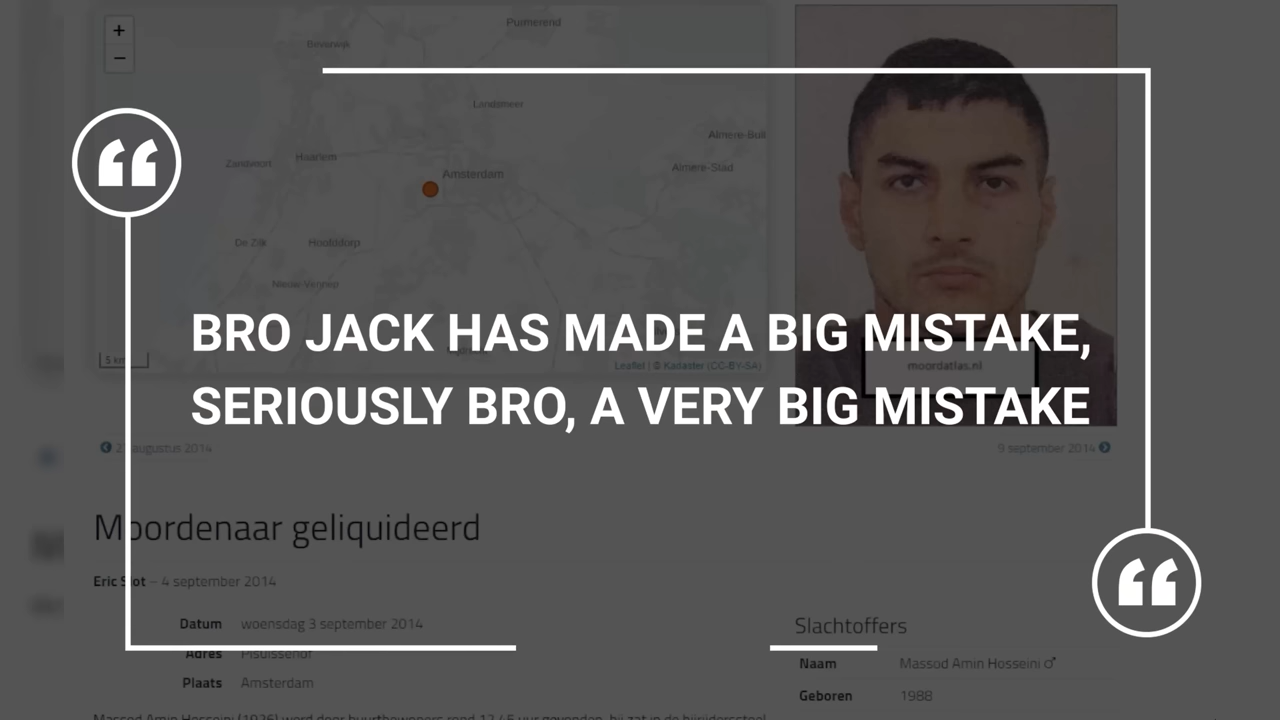 +
−
Purmerend
Beverwijk
Landsmeer
Almere-Buit
Zandvoort
Haarlem
Almere-Stad
Amsterdam
De Zilk
Hoofddorp
Nieuw-Vennep
BRO JACK HAS MADE A BIG MISTAKE,
SERIOUSLY BRO, A VERY BIG MISTAKE
5 km
Leaflet | © Kadaster (CC-BY-SA)
moordatlas.nl
augustus 2014
9 september 2014
Moordenaar geliquideerd
Eric Slot – 4 september 2014
Datum woensdag 3 september 2014
Slachtoffers
Adres
Naam Massod Amin Hosseini ♂
Plaats Amsterdam
Geboren 1988